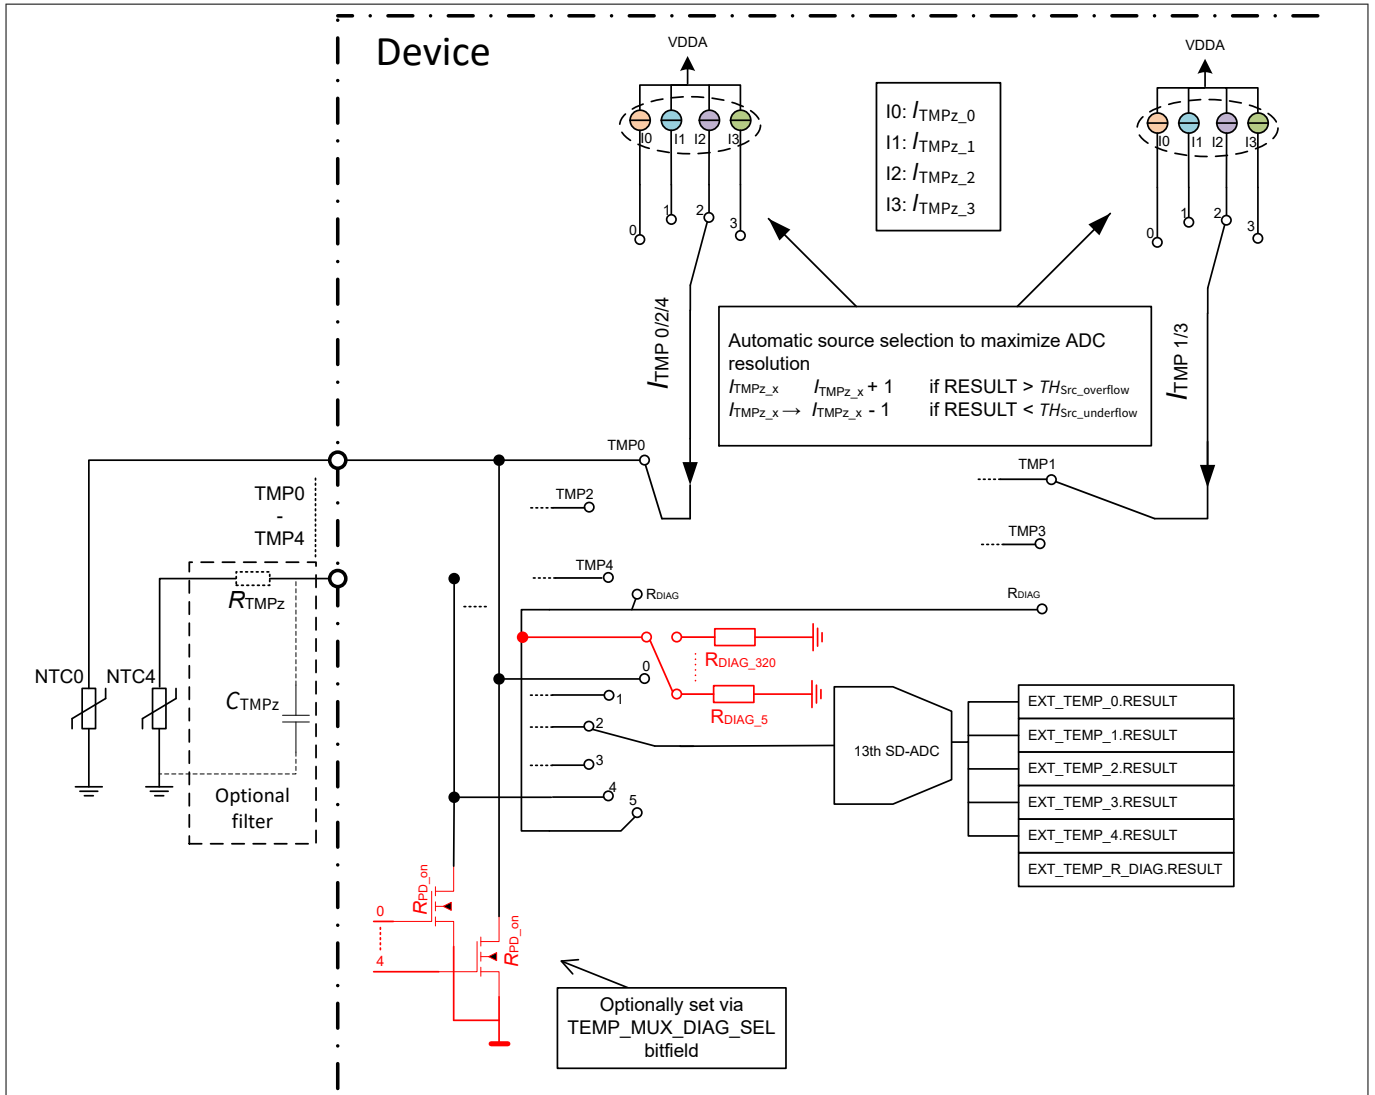 Device
VDDA
VDDA
I0 I1 I2 I3
I0 I1 I2 I3
I0: ITMPz_0
I1: ITMPz_1
I2: ITMPz_2
I3: ITMPz_3
0 1 2 3
0 1 2 3
ITMP 0/2/4
ITMP 1/3
Automatic source selection to maximize ADC
resolution
ITMPz_x ITMPz_x + 1 if RESULT > THSrc_overflow
ITMPz_x → ITMPz_x - 1 if RESULT < THSrc_underflow
TMP0
TMP1
TMP0
-
TMP4
TMP2
TMP3
TMP4
RDIAG
RDIAG
RTMPz
RDIAG_320
NTC0
NTC4
CTMPz
RDIAG_5
0
1
2
3
4
5
13th SD-ADC
EXT_TEMP_0.RESULT
EXT_TEMP_1.RESULT
EXT_TEMP_2.RESULT
EXT_TEMP_3.RESULT
EXT_TEMP_4.RESULT
EXT_TEMP_R_DIAG.RESULT
Optional
filter
RPD_on
RPD_on
0
4
Optionally set via
TEMP_MUX_DIAG_SEL
bitfield